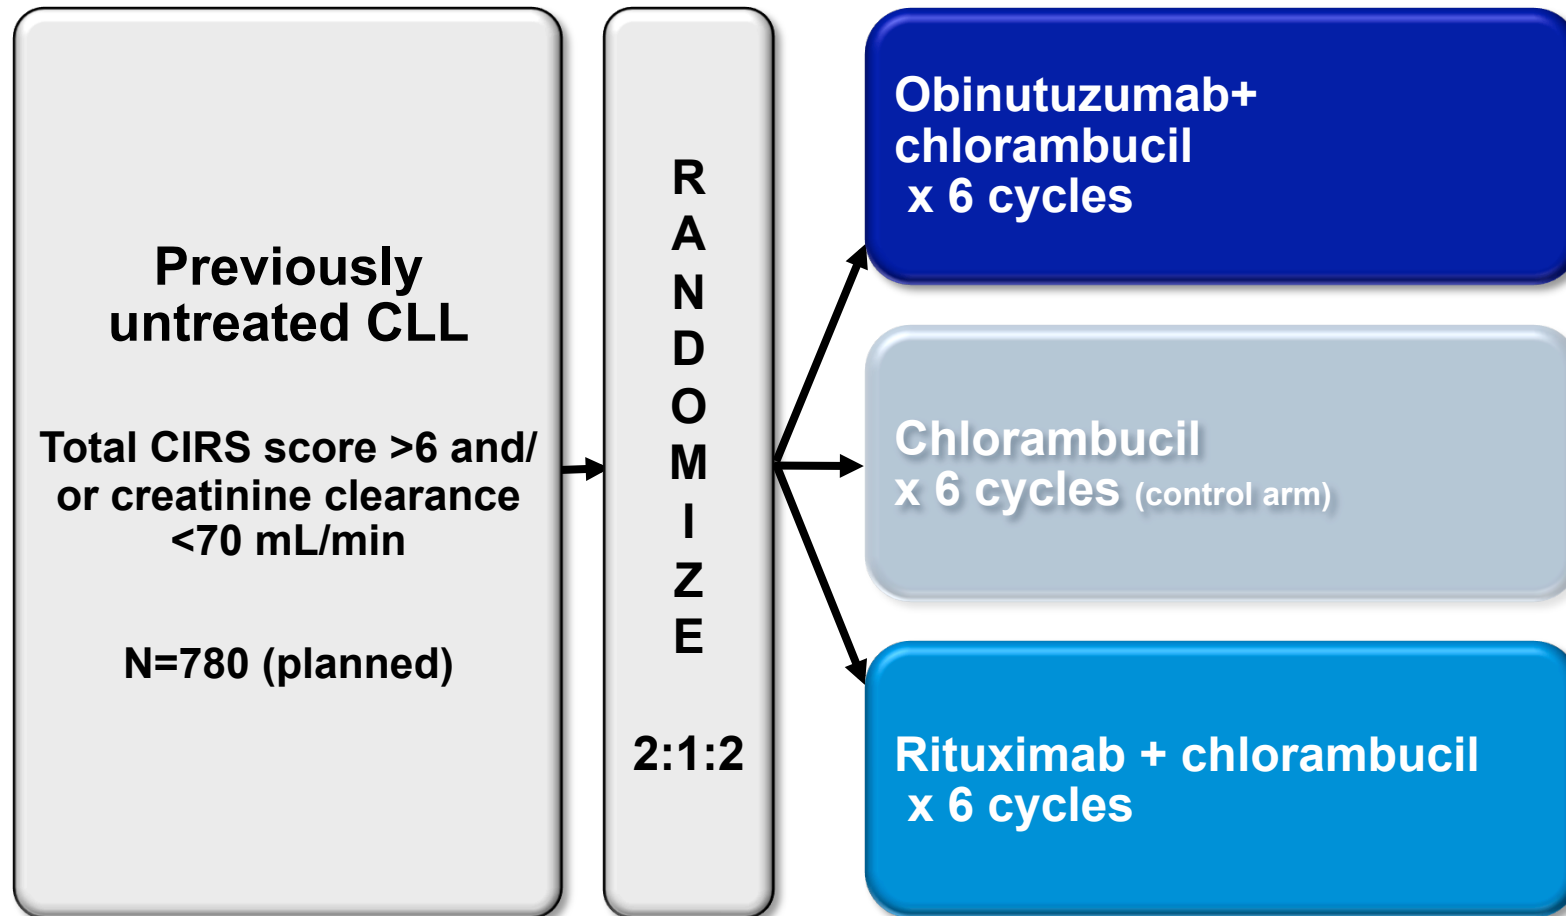 Previously
untreated CLL
Total CIRS score >6 and/
or creatinine clearance
<70 mL/min
N=780 (planned)
R
A
N
D
O
M
I
Z
E
2:1:2
Obinutuzumab+
chlorambucil
x 6 cycles
Chlorambucil
x 6 cycles (control arm)
Rituximab + chlorambucil
x 6 cycles